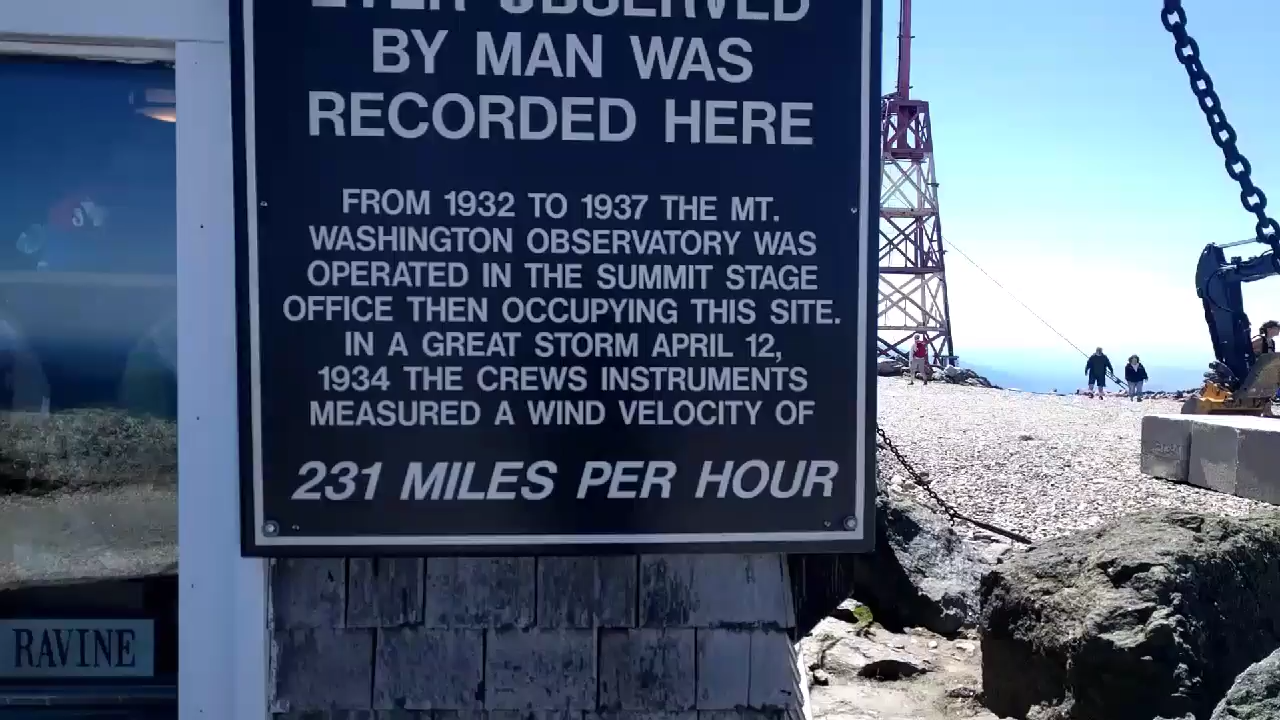 EVER OBSERVED
BY MAN WAS
RECORDED HERE
FROM 1932 TO 1937 THE MT.
WASHINGTON OBSERVATORY WAS
OPERATED IN THE SUMMIT STAGE
OFFICE THEN OCCUPYING THIS SITE.
IN A GREAT STORM APRIL 12,
1934 THE CREWS INSTRUMENTS
MEASURED A WIND VELOCITY OF
231 MILES PER HOUR
RAVINE